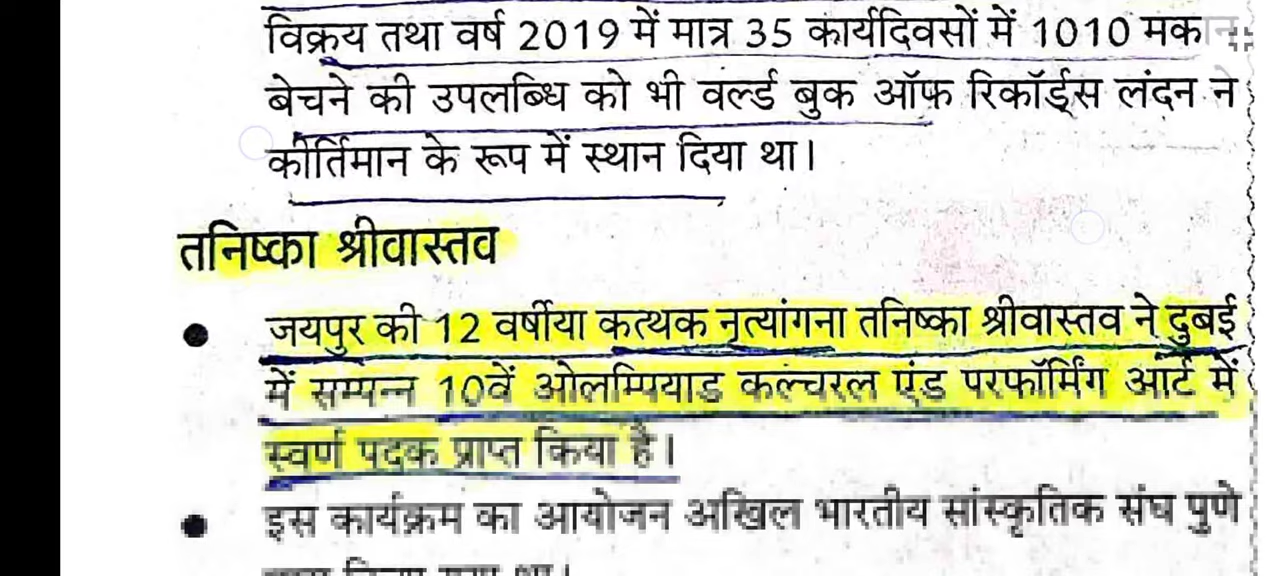 विक्रय तथा वर्ष 2019 में मात्र 35 कार्यदिवसों में 1010 मकान
बेचने की उपलब्धि को भी वर्ल्ड बुक ऑफ रिकॉर्ड्स लंदन ने
कीर्तिमान के रूप में स्थान दिया था।
तनिष्का श्रीवास्तव
● जयपुर की 12 वर्षीया कत्थक नृत्यांगना तनिष्का श्रीवास्तव ने दुबई
में सम्पन्न 10वें ओलम्पियाड कल्चरल एंड परफॉर्मिंग आर्ट में
स्वर्ण पदक प्राप्त किया है।
● इस कार्यक्रम का आयोजन अखिल भारतीय सांस्कृतिक संघ पुणे